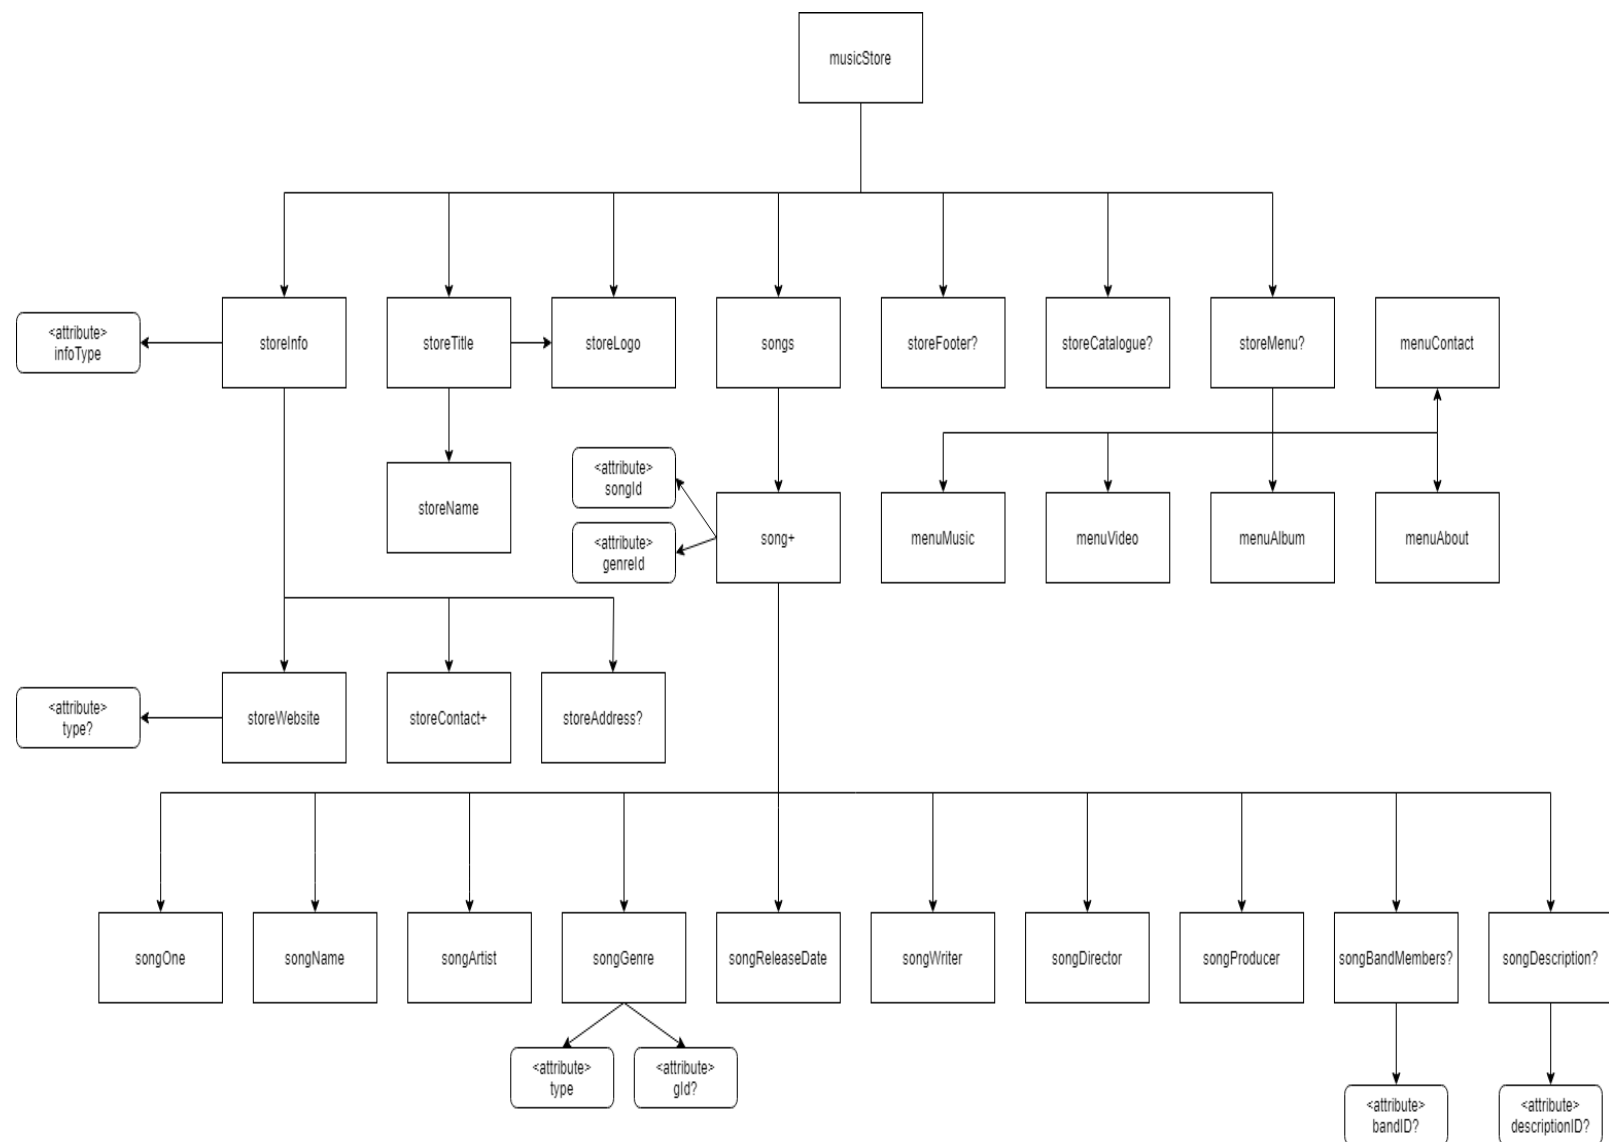 musicStore
<attribute>
infoType
storeInfo
storeTitle
storeLogo
songs
storeFooter?
storeCatalogue?
storeMenu?
menuContact
<attribute>
songId
<attribute>
genreId
storeName
song+
menuMusic
menuVideo
menuAlbum
menuAbout
<attribute>
type?
storeWebsite
storeContact+
storeAddress?
songOne
songName
songArtist
songGenre
songReleaseDate
songWriter
songDirector
songProducer
songBandMembers?
songDescription?
<attribute>
type
<attribute>
gId?
<attribute>
bandID?
<attribute>
descriptionID?